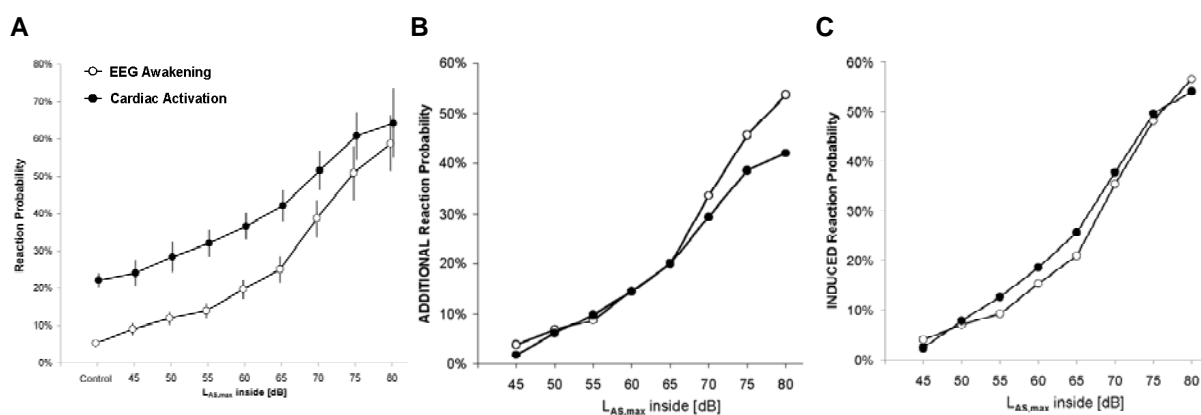 A
EEG Awakening
Cardiac Activation
Reaction Probability
80%
70%
60%
50%
40%
30%
20%
10%
0%
Control 45 50 55 60 65 70 75 80
LAS,max inside [dB]
B
ADDITIONAL Reaction Probability
60%
50%
40%
30%
20%
10%
0%
45 50 55 60 65 70 75 80
LAS,max inside [dB]
C
INDUCED Reaction Probability
60%
50%
40%
30%
20%
10%
0%
45 50 55 60 65 70 75 80
LAS,max inside [dB]